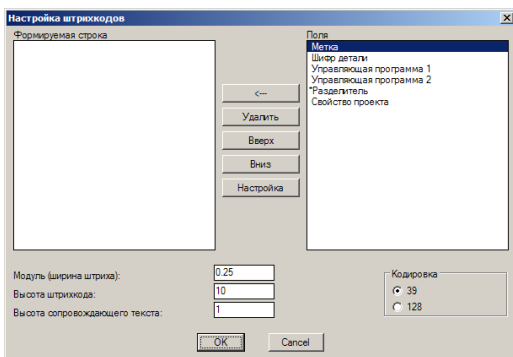 Настройка штрихкодов
Формируемая строка
Поля
Метка
Шифр детали
Управляющая программа 1
Управляющая программа 2
*Разделитель
Свойство проекта
<---
Удалить
Вверх
Вниз
Настройка
Модуль (ширина штриха):
0.25
Высота штрихкода:
10
Высота сопровождающего текста:
1
Кодировка
39
128
OK
Cancel